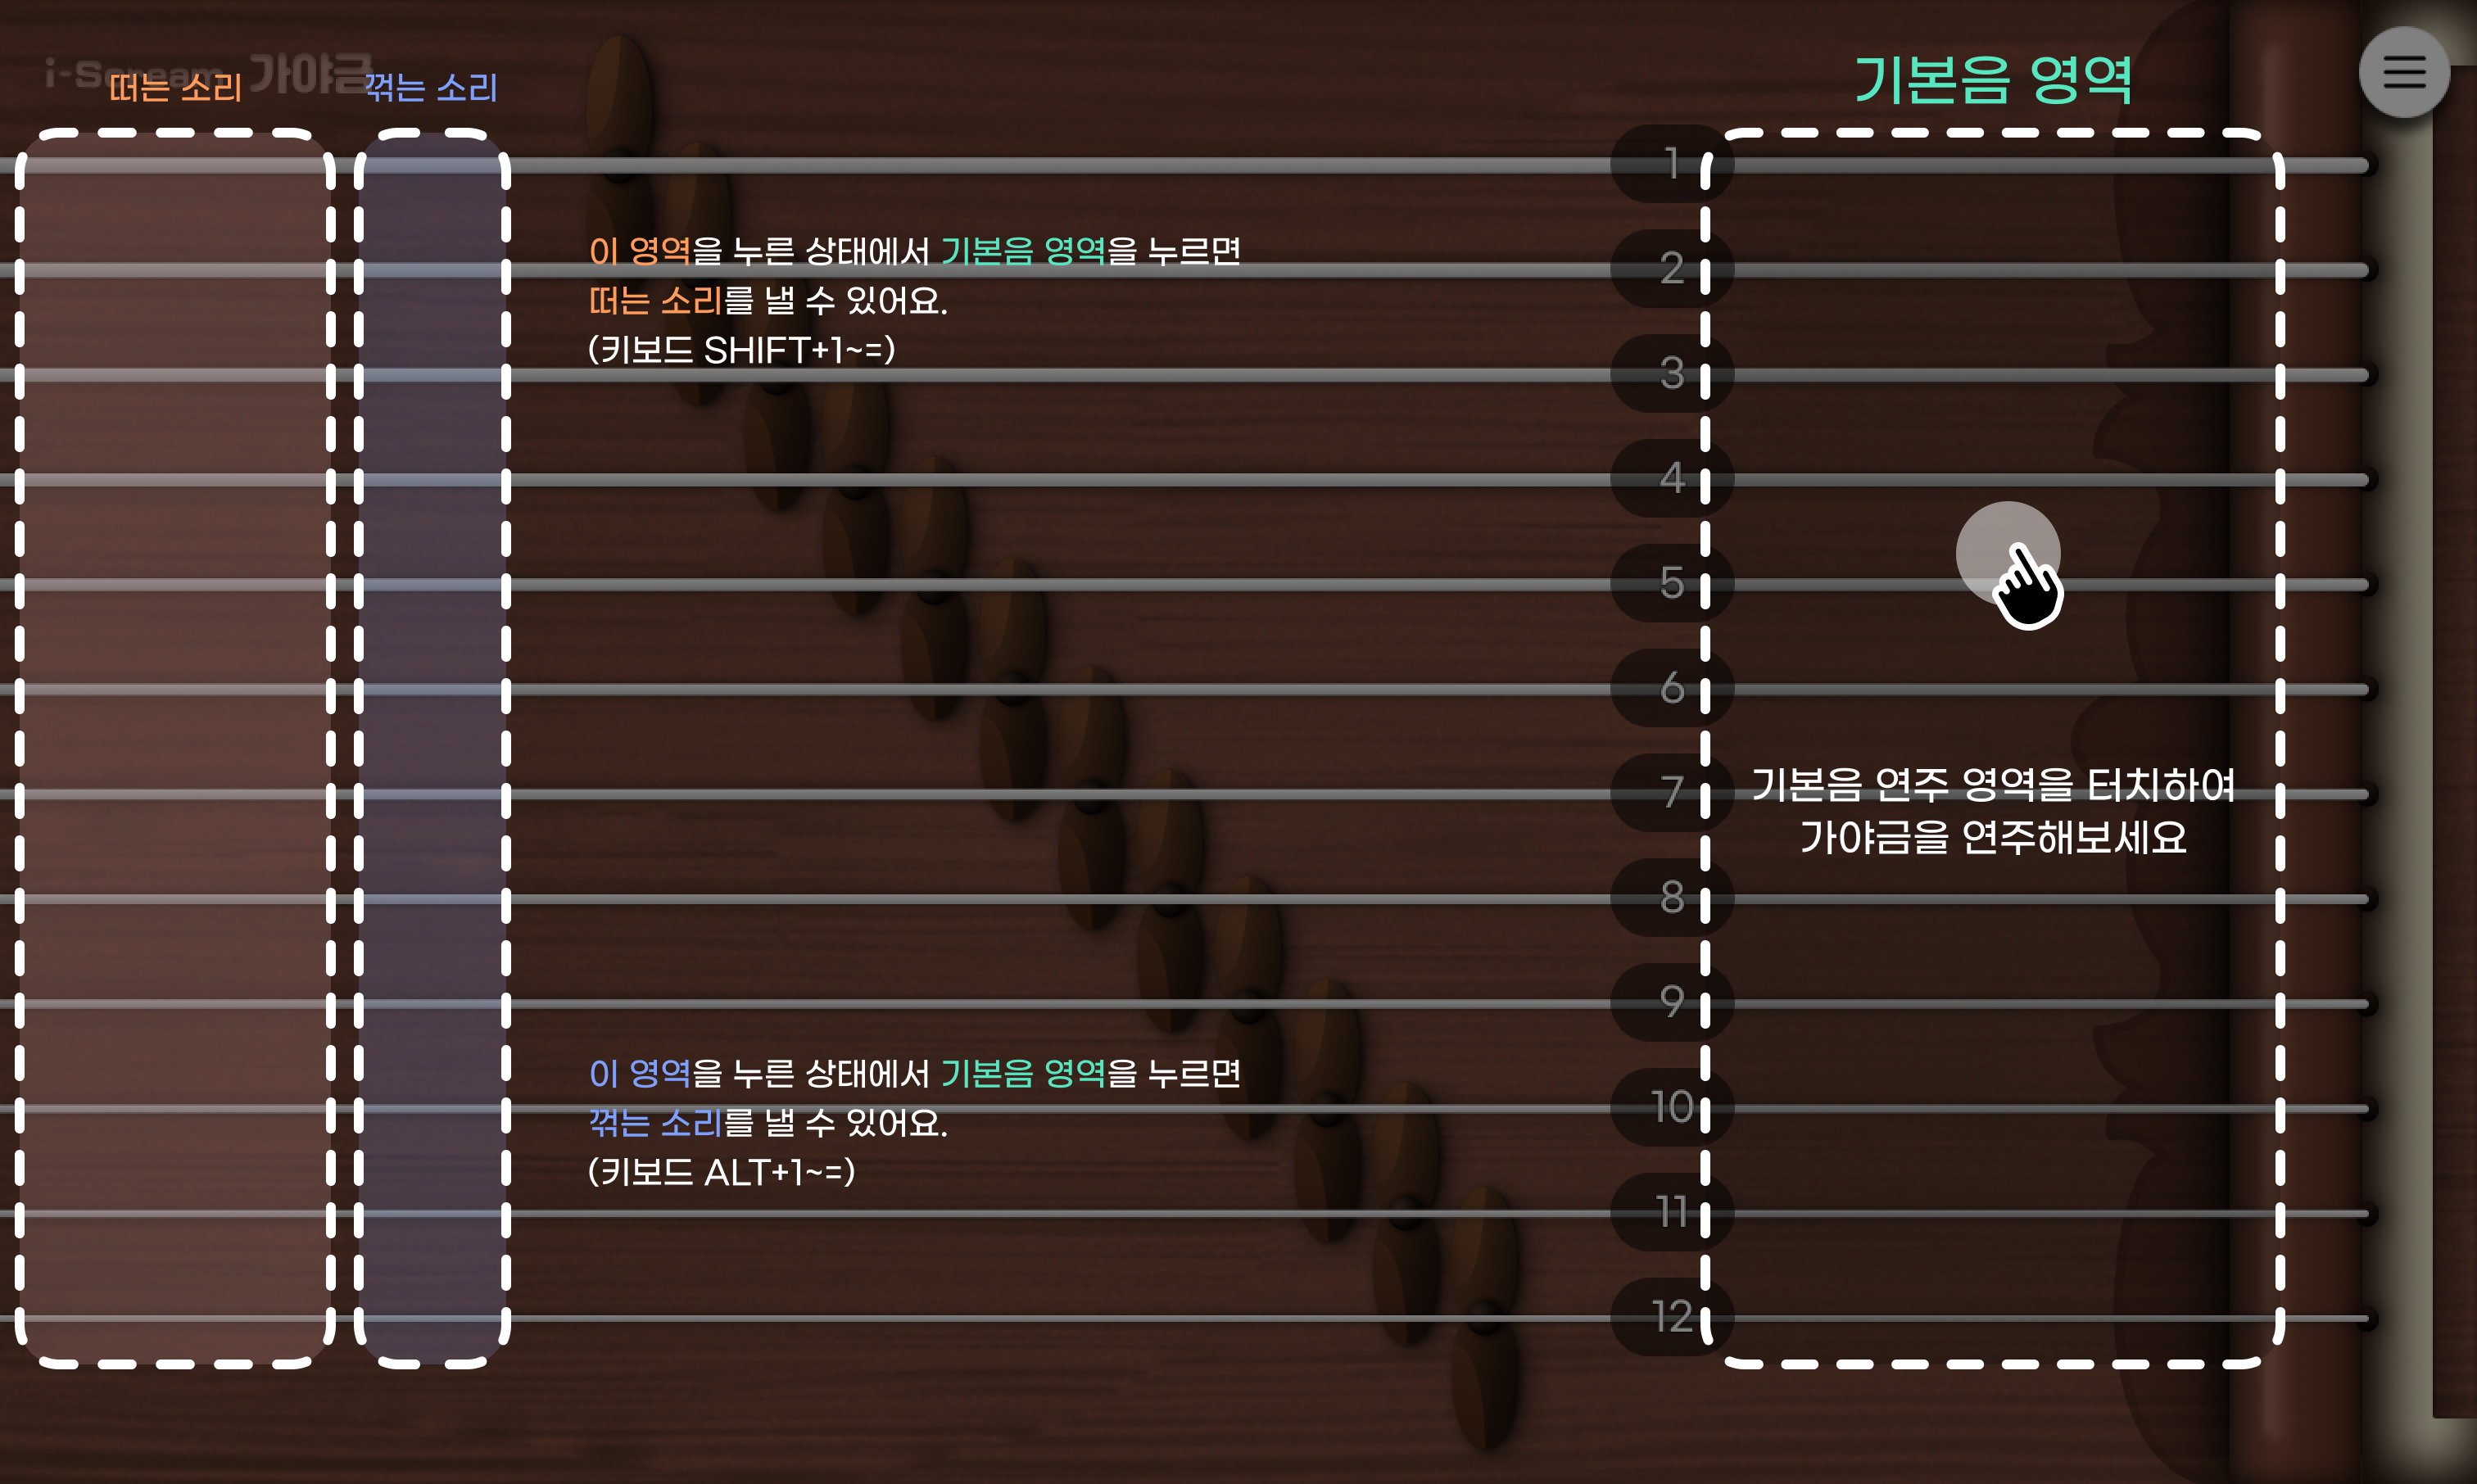 i-Scream 가야금
떠는 소리
꺾는 소리
기본음 영역
1
이 영역을 누른 상태에서 기본음 영역을 누르면
2
떠는 소리를 낼 수 있어요.
(키보드 SHIFT+1~=)
3
4
5
6
7
기본음 연주 영역을 터치하여
가야금을 연주해보세요
8
9
이 영역을 누른 상태에서 기본음 영역을 누르면
10
꺾는 소리를 낼 수 있어요.
(키보드 ALT+1~=)
11
12